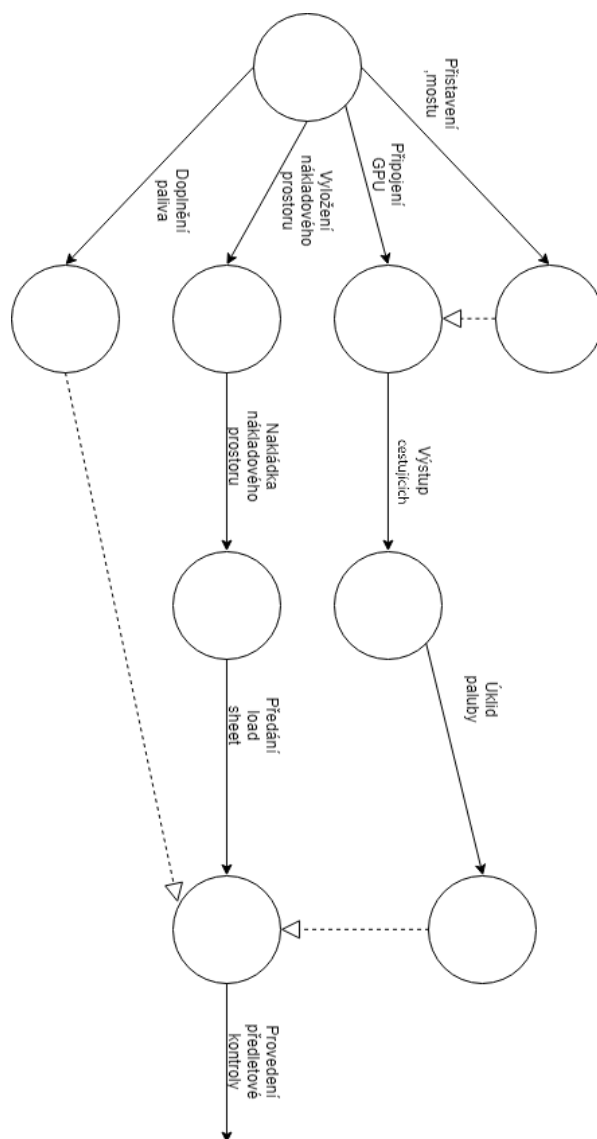 Přistavení
,mostu
Připojení
GPU
Vyložení
nákladového
prostoru
Doplnění
paliva
Výstup
cestujících
Nakládka
nákladového
prostoru
Úklid
paluby
Předání
load
sheet
Provedení
předletové
kontroly